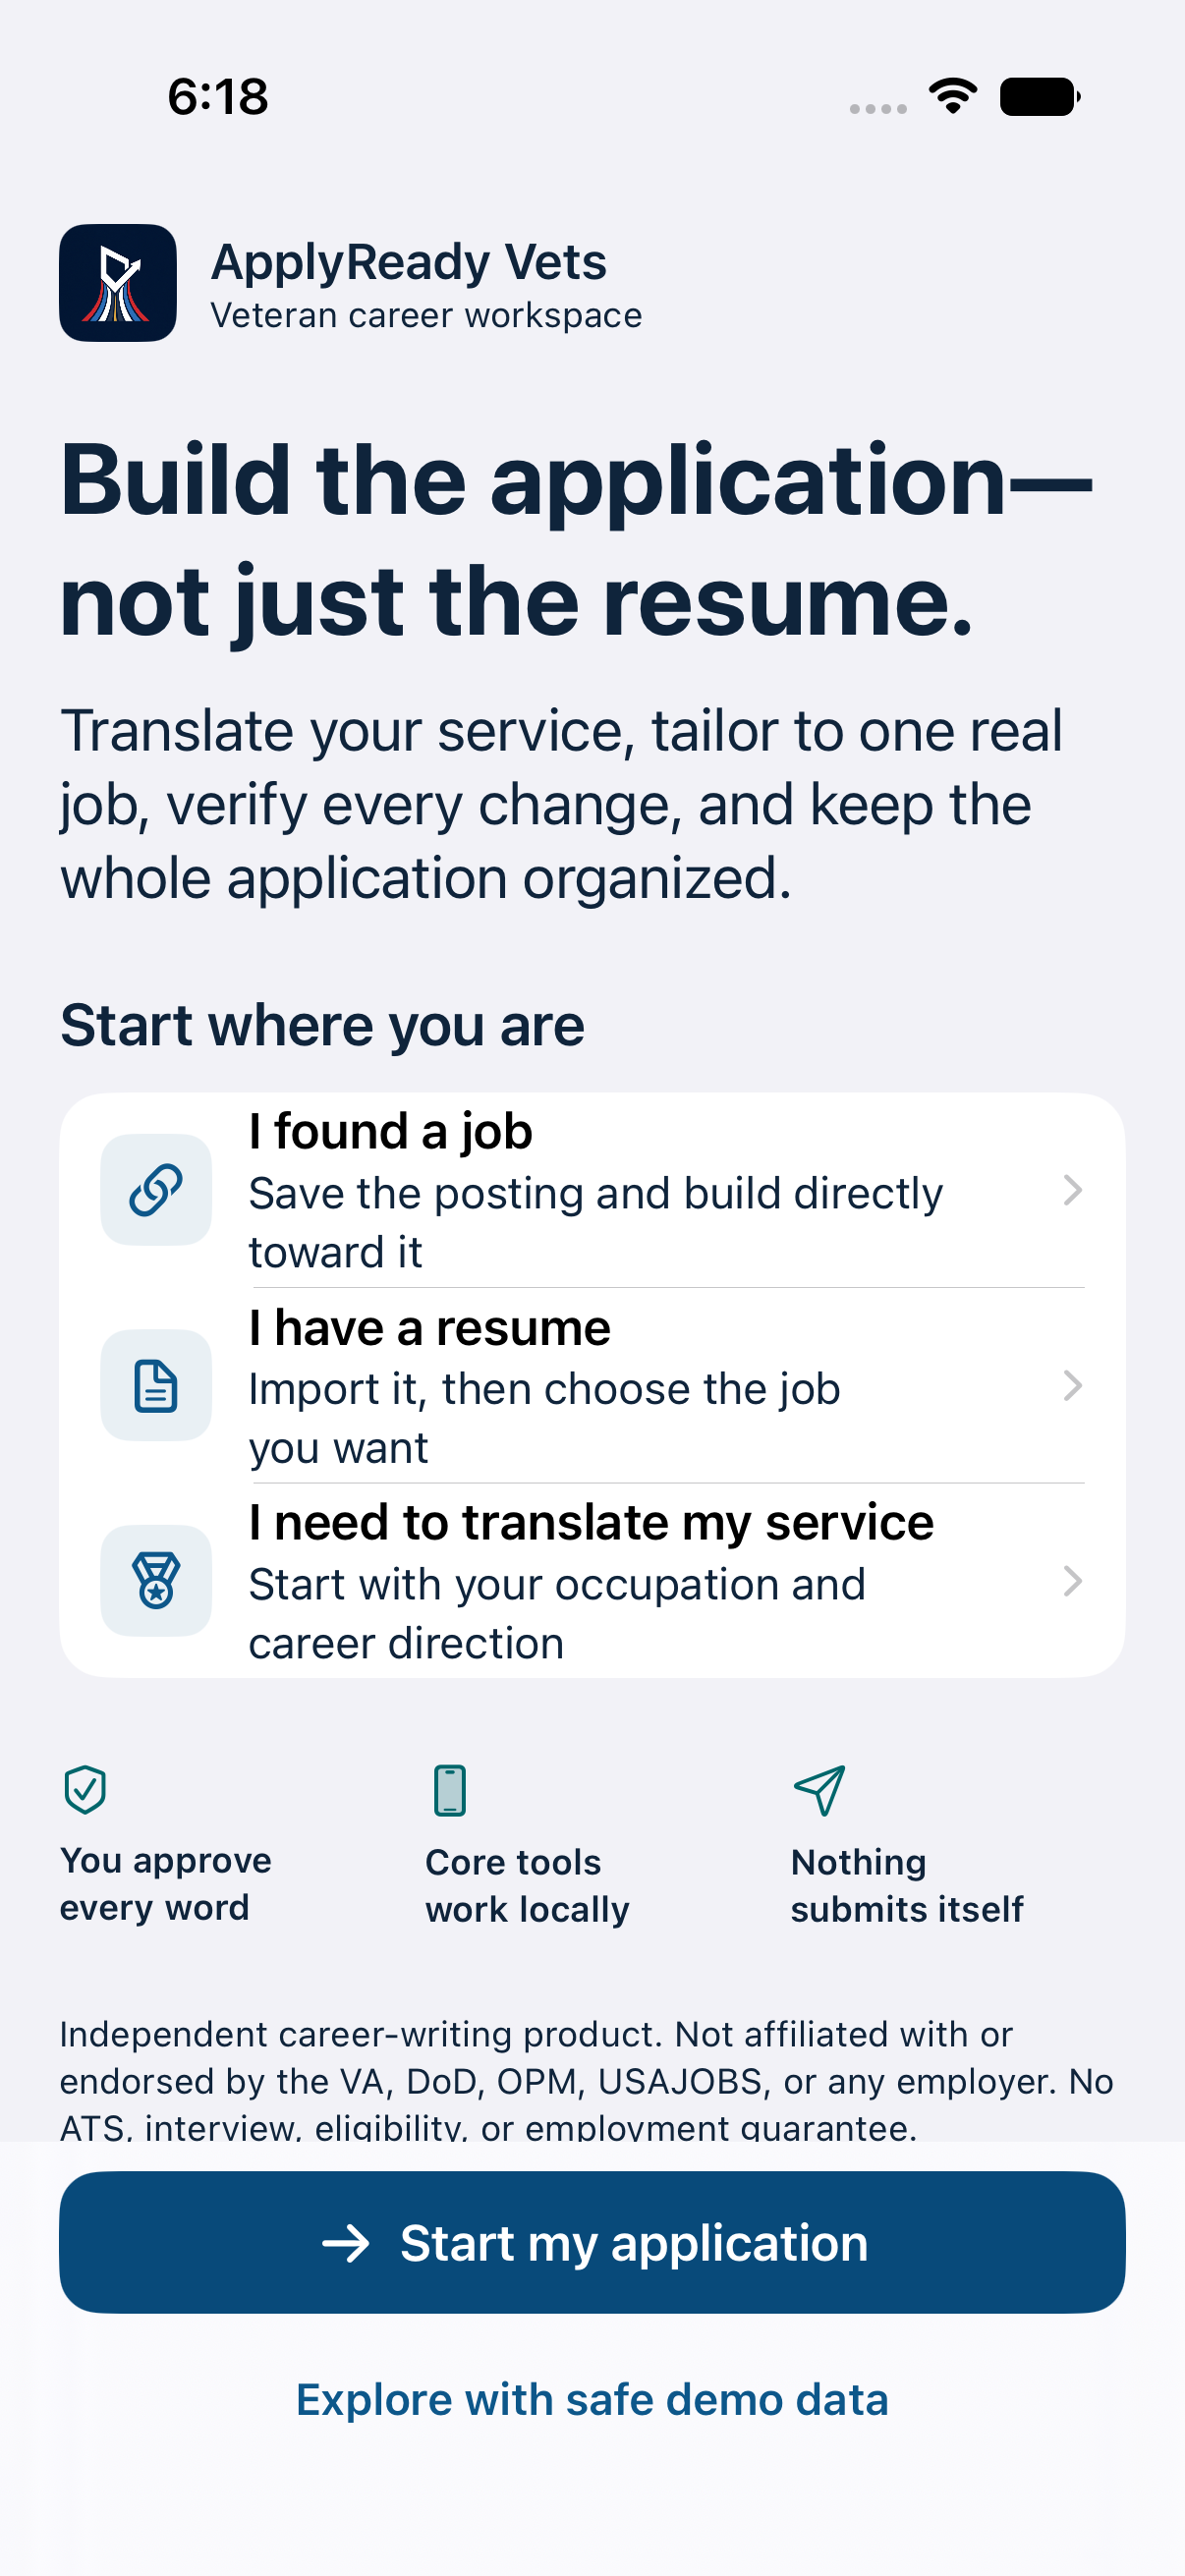 6:18
ApplyReady Vets
Veteran career workspace
Build the application—
not just the resume.
Translate your service, tailor to one real
job, verify every change, and keep the
whole application organized.
Start where you are
I found a job
Save the posting and build directly
toward it
I have a resume
Import it, then choose the job
you want
I need to translate my service
Start with your occupation and
career direction
You approve
every word
Core tools
work locally
Nothing
submits itself
Independent career-writing product. Not affiliated with or
endorsed by the VA, DoD, OPM, USAJOBS, or any employer. No
ATS, interview, eligibility, or employment guarantee.
Start my application
Explore with safe demo data